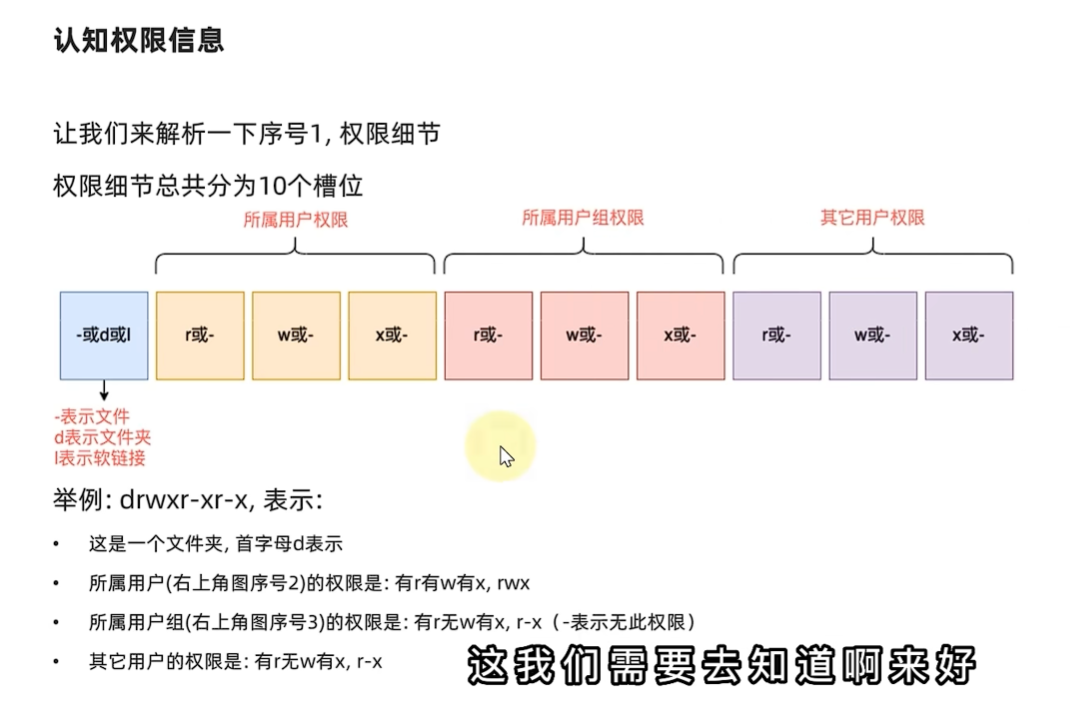 认知权限信息
让我们来解析一下序号1, 权限细节
权限细节总共分为10个槽位
所属用户权限 所属用户组权限 其它用户权限
-或d或l r或- w或- x或- r或- w或- x或- r或- w或- x或-
-表示文件
d表示文件夹
l表示软链接
举例: drwxr-xr-x, 表示:
• 这是一个文件夹, 首字母d表示
• 所属用户(右上角图序号2)的权限是: 有r有w有x, rwx
• 所属用户组(右上角图序号3)的权限是: 有r无w有x, r-x（-表示无此权限）
• 其它用户的权限是: 有r无w有x, r-x
这我们需要去知道啊来好